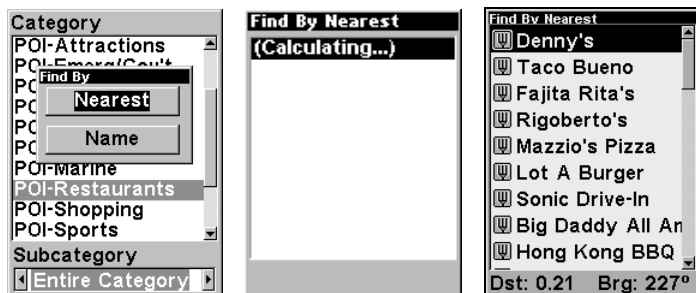 Category
POI-Attractions
POI-Emerg/Gov't
Find By
Nearest
Name
POI-Marine
POI-Restaurants
POI-Shopping
POI-Sports
Subcategory
Entire Category
Find By Nearest
(Calculating...)
Find By Nearest
Denny's
Taco Bueno
Fajita Rita's
Rigoberto's
Mazzio's Pizza
Lot A Burger
Sonic Drive-In
Big Daddy All An
Hong Kong BBQ
Dst: 0.21 Brg: 227º